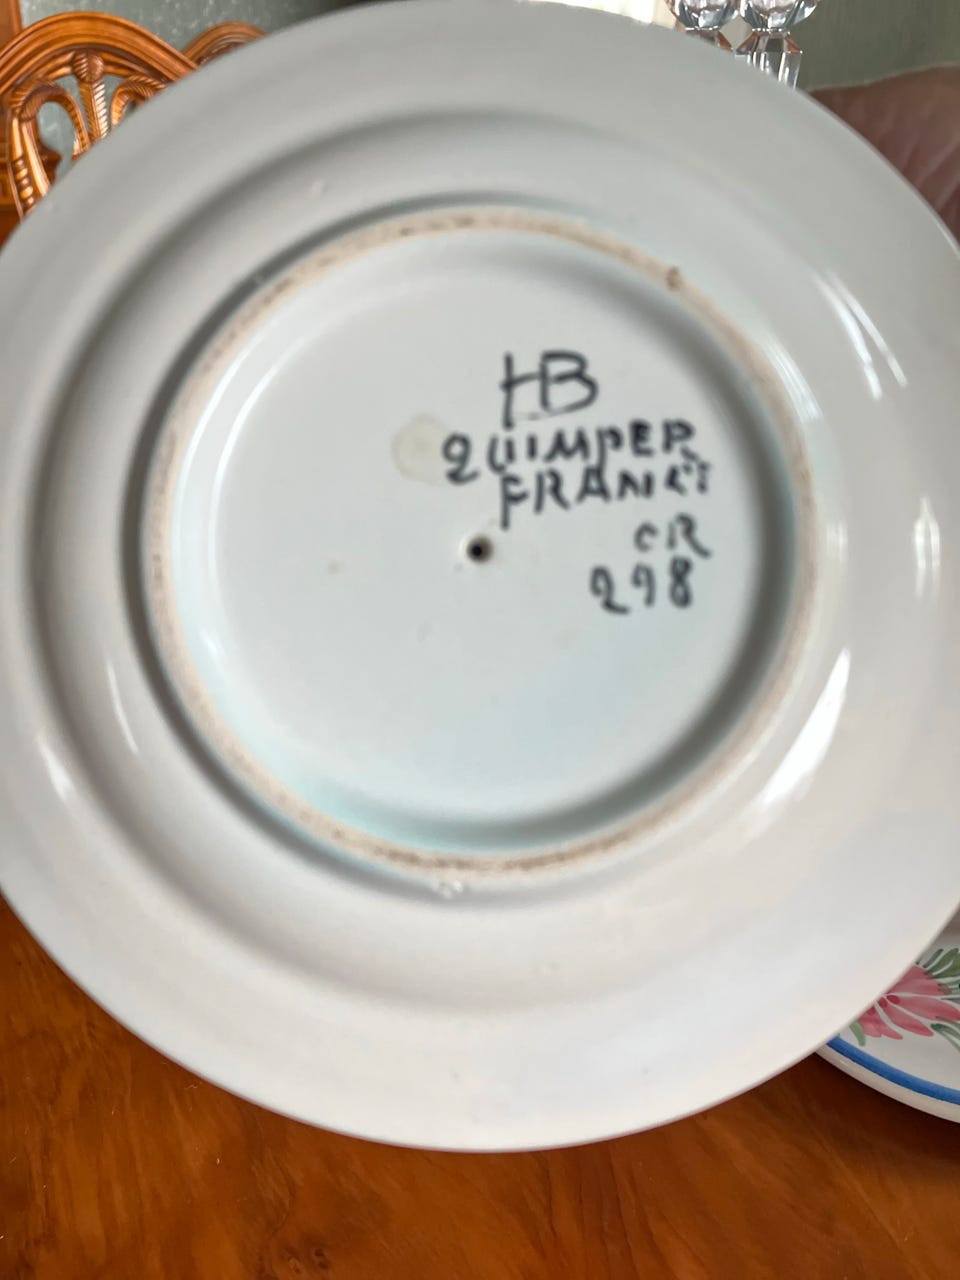 HB
QUIMPER
FRANCE
CR
298